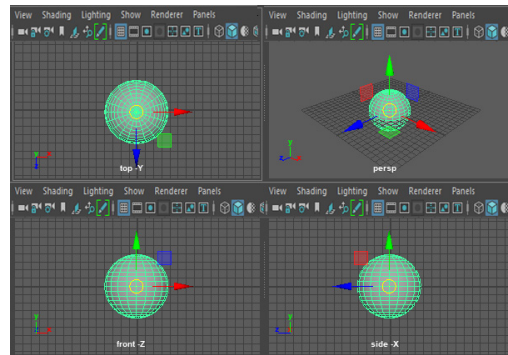 View Shading Lighting Show Renderer Panels
View Shading Lighting Show Renderer Panels
z x
top -Y
y
z x
persp
View Shading Lighting Show Renderer Panels
View Shading Lighting Show Renderer Panels
y
x
front -Z
y
z
side -X